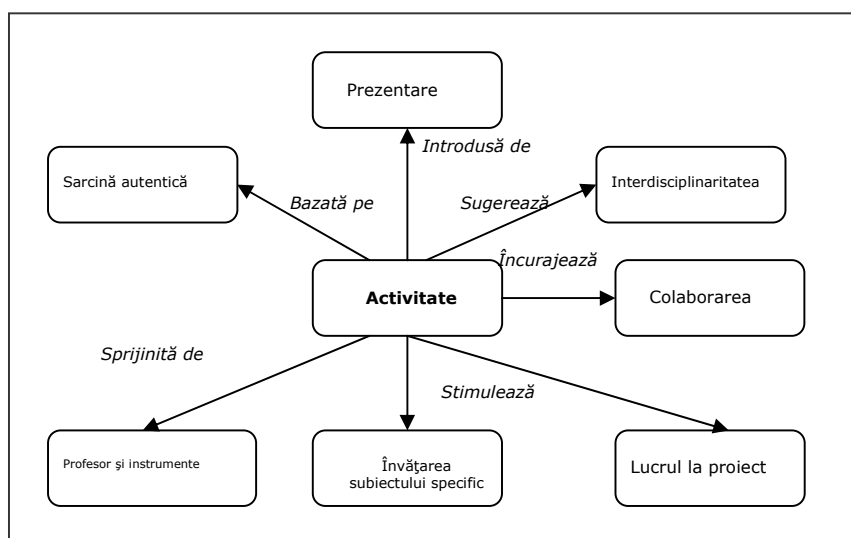 Prezentare
Introdusă de
Sarcină autentică
Interdisciplinaritatea
Bazată pe
Sugerează
Încurajează
Activitate
Colaborarea
Sprijinită de
Stimulează
Profesor şi instrumente
Învăţarea
subiectului specific
Lucrul la proiect